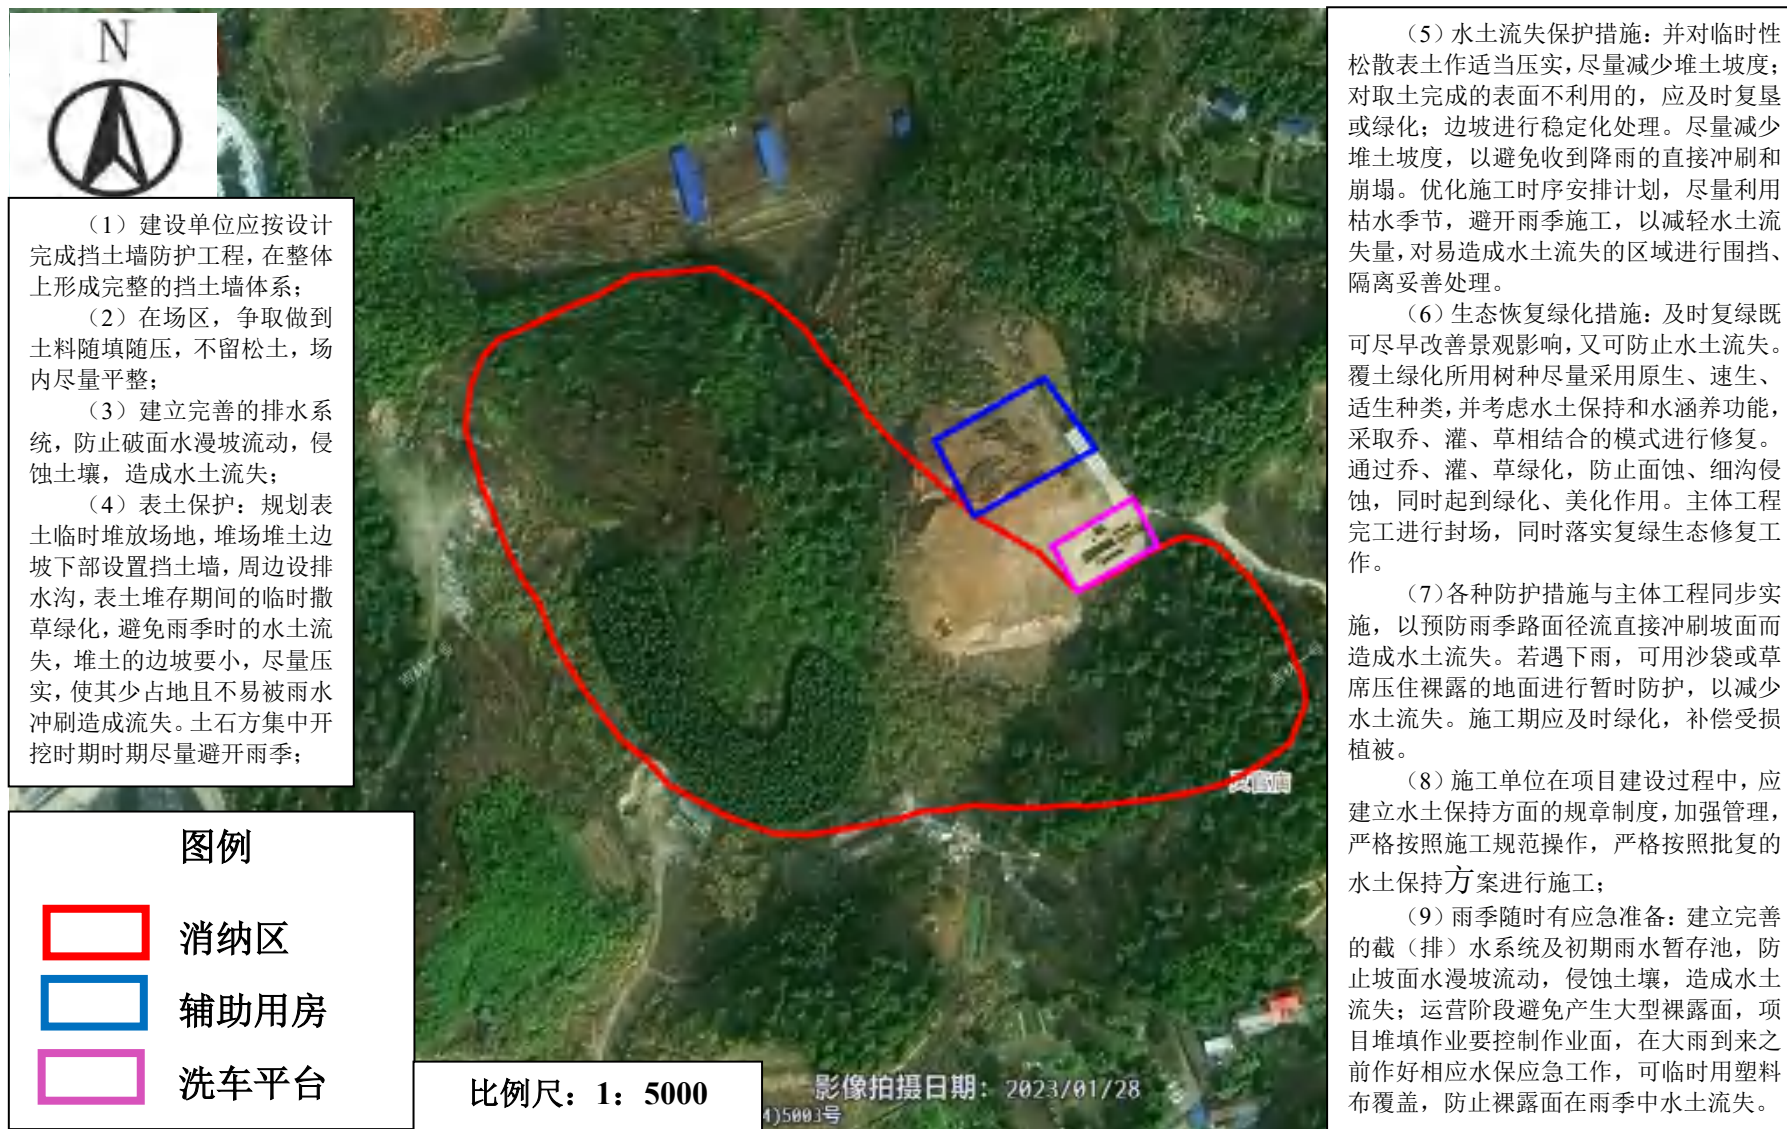 N
（1）建设单位应按设计
完成挡土墙防护工程，在整体
上形成完整的挡土墙体系；
（2）在场区，争取做到
土料随填随压，不留松土，场
内尽量平整；
（3）建立完善的排水系
统，防止破面水漫坡流动，侵
蚀土壤，造成水土流失；
（4）表土保护：规划表
土临时堆放场地，堆场堆土边
坡下部设置挡土墙，周边设排
水沟，表土堆存期间的临时撒
草绿化，避免雨季时的水土流
失，堆土的边坡要小，尽量压
实，使其少占地且不易被雨水
冲刷造成流失。土石方集中开
挖时期时期尽量避开雨季；
图例
消纳区
辅助用房
洗车平台
比例尺：1：5000
影像拍摄日期：2023/01/28
4)5003号
（5）水土流失保护措施：并对临时性
松散表土作适当压实，尽量减少堆土坡度；
对取土完成的表面不利用的，应及时复垦
或绿化；边坡进行稳定化处理。尽量减少
堆土坡度，以避免收到降雨的直接冲刷和
崩塌。优化施工时序安排计划，尽量利用
枯水季节，避开雨季施工，以减轻水土流
失量，对易造成水土流失的区域进行围挡、
隔离妥善处理。
（6）生态恢复绿化措施：及时复绿既
可尽早改善景观影响，又可防止水土流失。
覆土绿化所用树种尽量采用原生、速生、
适生种类，并考虑水土保持和水涵养功能，
采取乔、灌、草相结合的模式进行修复。
通过乔、灌、草绿化，防止面蚀、细沟侵
蚀，同时起到绿化、美化作用。主体工程
完工进行封场，同时落实复绿生态修复工
作。
（7）各种防护措施与主体工程同步实
施，以预防雨季路面径流直接冲刷坡面而
造成水土流失。若遇下雨，可用沙袋或草
席压住裸露的地面进行暂时防护，以减少
水土流失。施工期应及时绿化，补偿受损
植被。
（8）施工单位在项目建设过程中，应
建立水土保持方面的规章制度，加强管理，
严格按照施工规范操作，严格按照批复的
水土保持方案进行施工；
（9）雨季随时有应急准备：建立完善
的截（排）水系统及初期雨水暂存池，防
止坡面水漫坡流动，侵蚀土壤，造成水土
流失；运营阶段避免产生大型裸露面，项
目堆填作业要控制作业面，在大雨到来之
前作好相应水保应急工作，可临时用塑料
布覆盖，防止裸露面在雨季中水土流失。